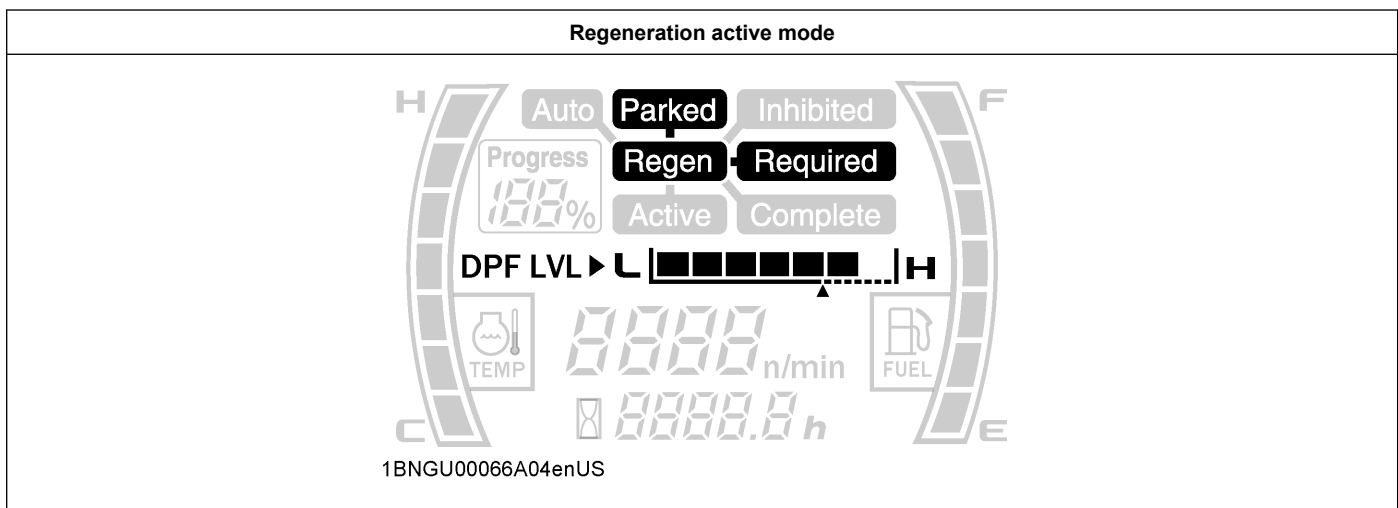 Regeneration active mode
H Auto Parked Inhibited F
Progress Regen Required
188% Active Complete
DPF LVL ▶ L H
TEMP 8888 n/min FUEL
C 8888.8 h E
1BNGU00066A04enUS